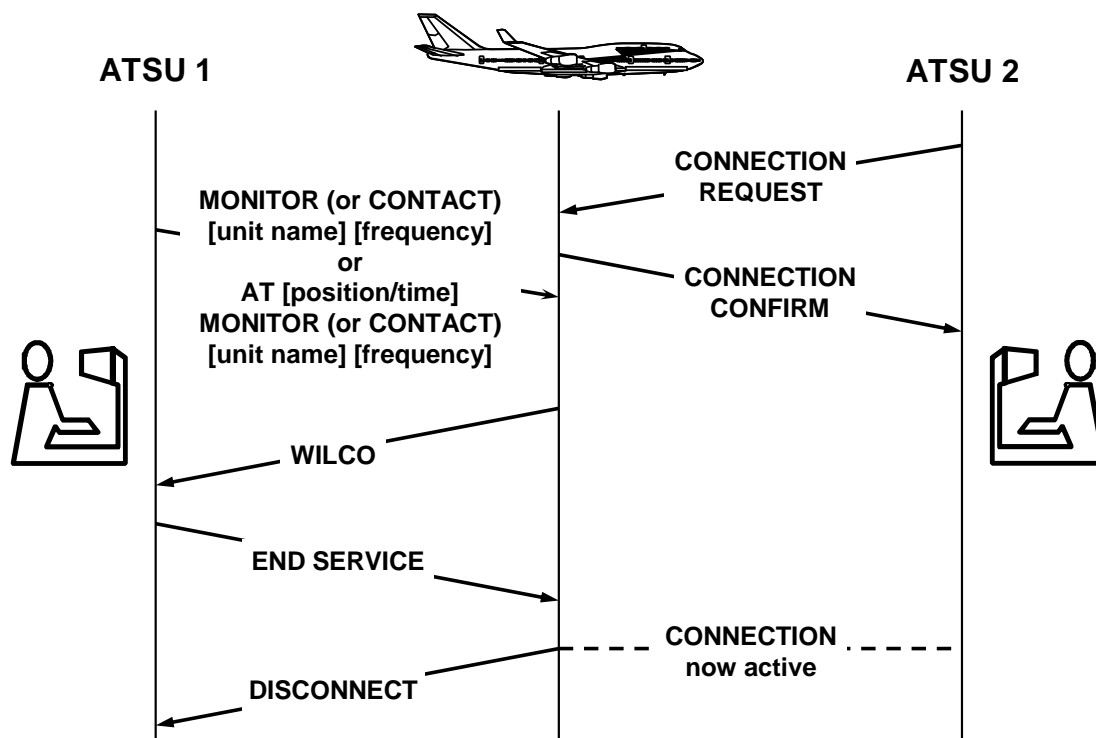 ATSU 1
ATSU 2
CONNECTION
REQUEST
MONITOR (or CONTACT)
[unit name] [frequency]
or
AT [position/time]
MONITOR (or CONTACT)
[unit name] [frequency]
CONNECTION
CONFIRM
WILCO
END SERVICE
CONNECTION
now active
DISCONNECT